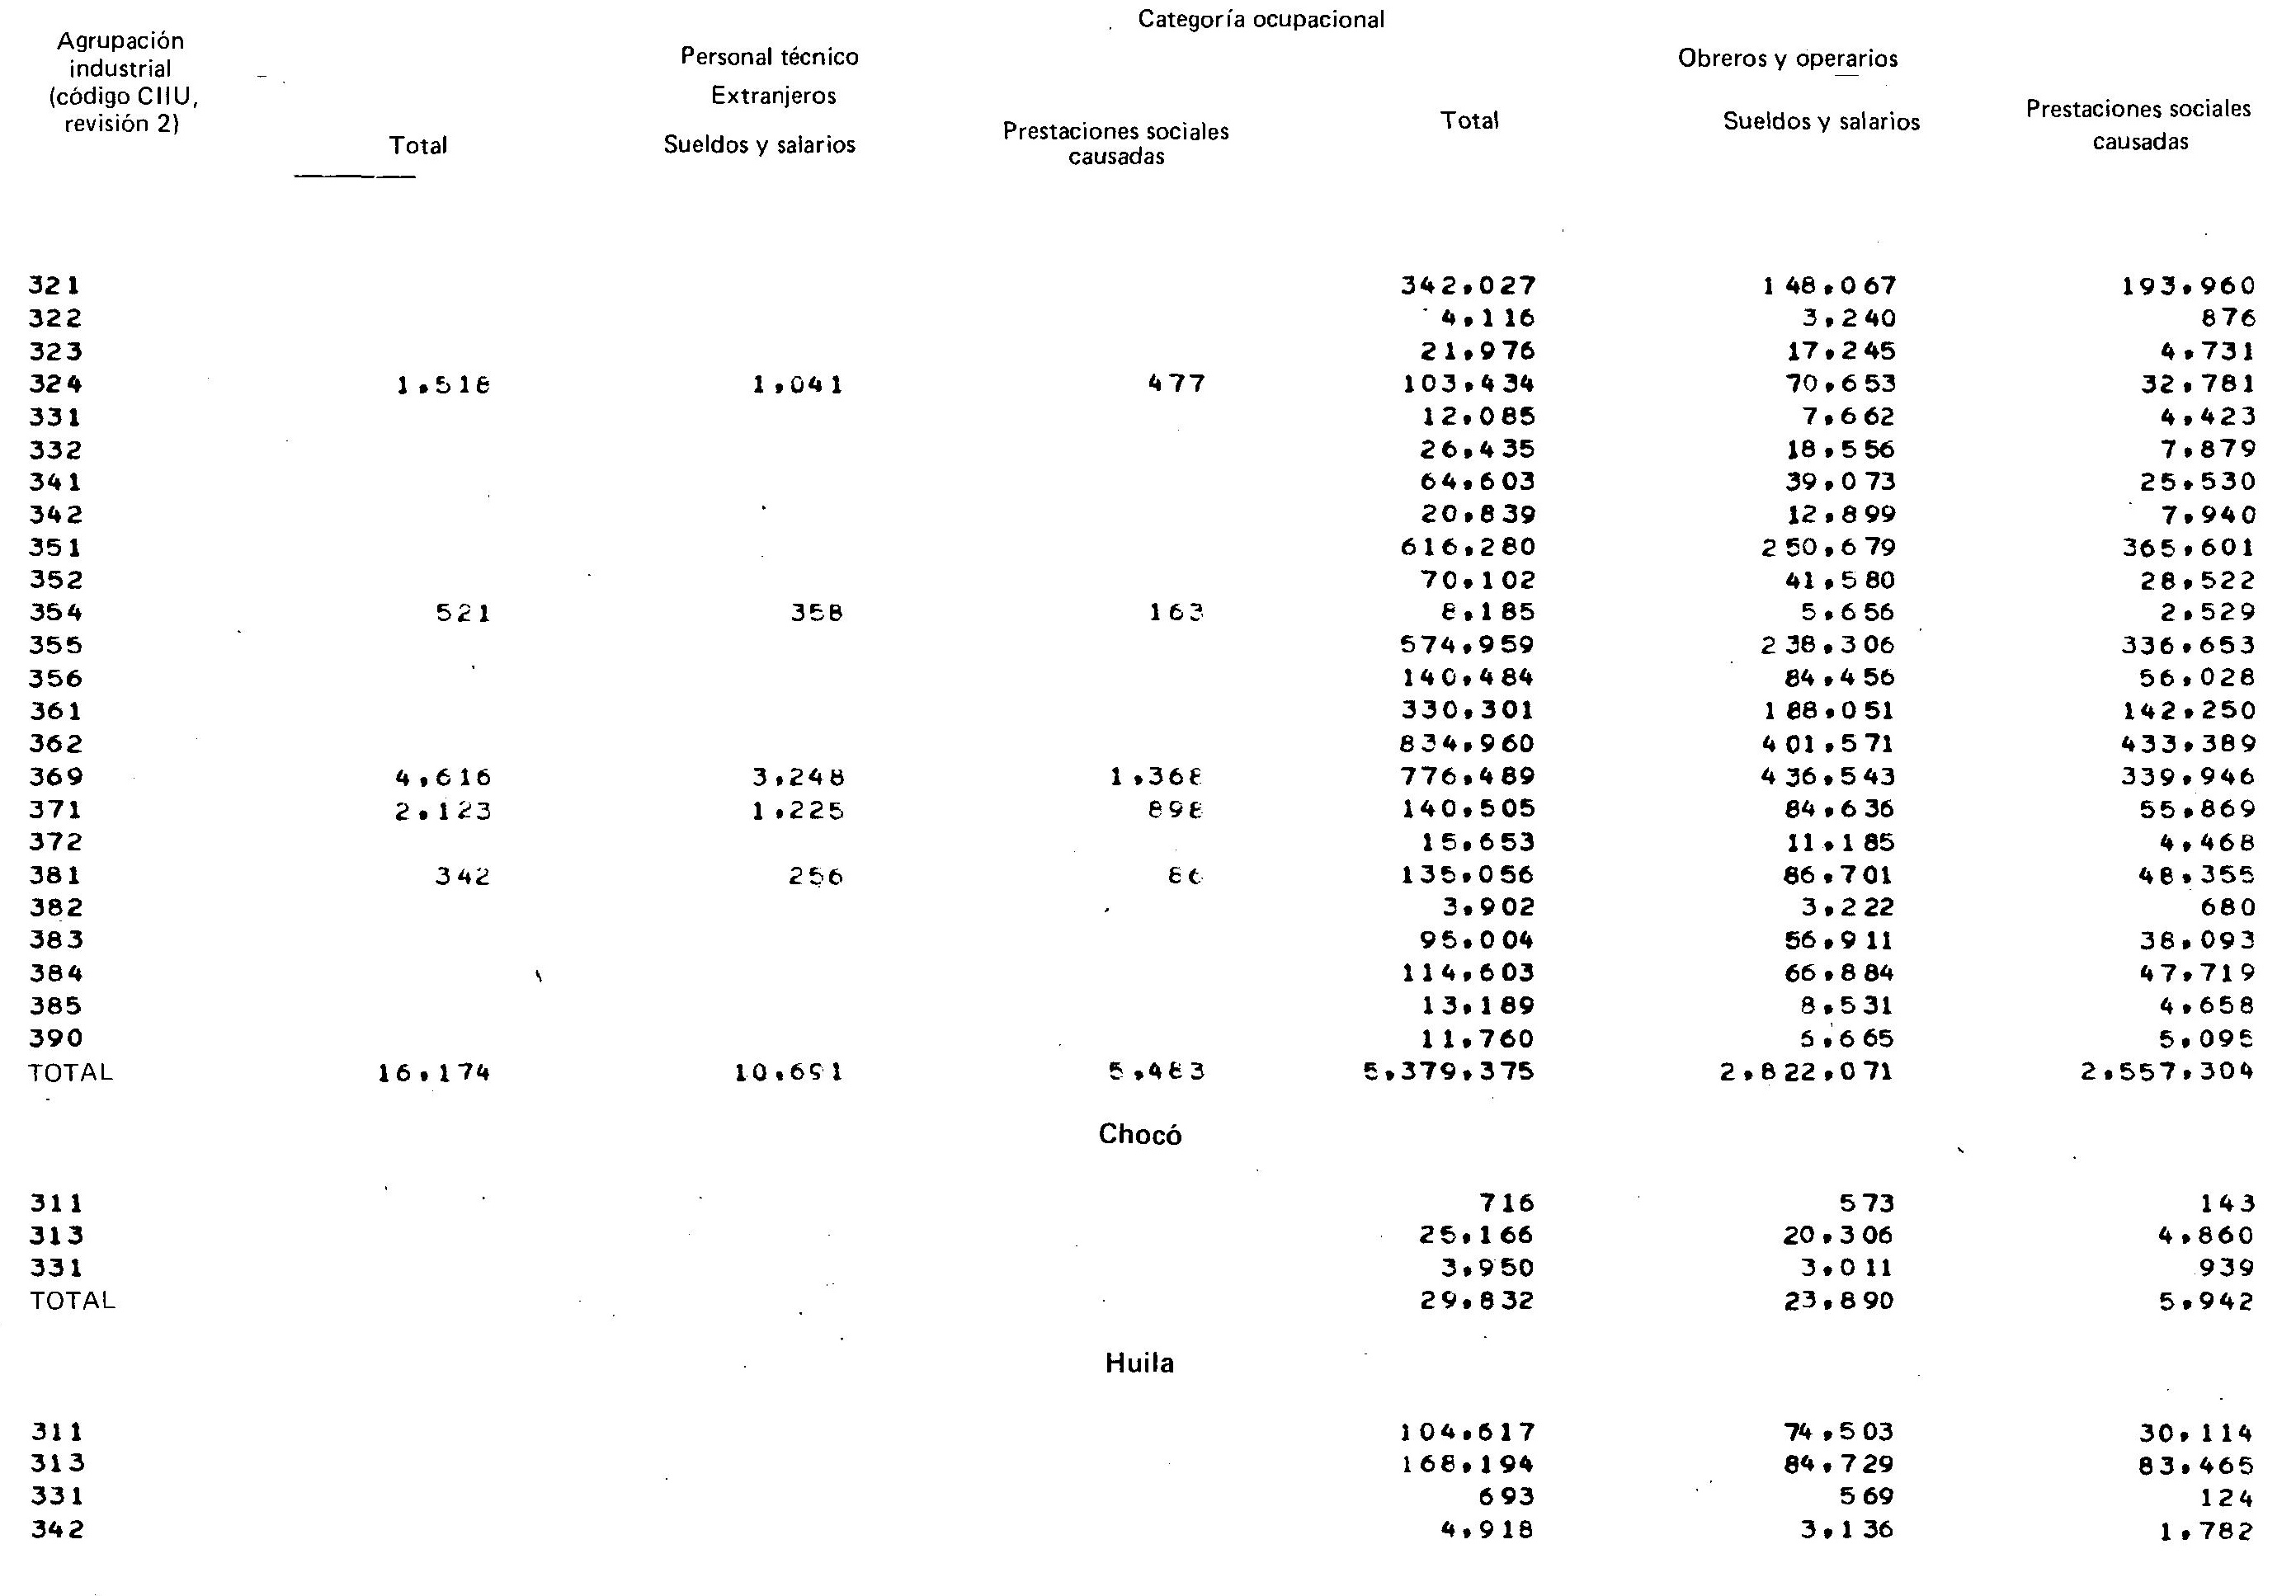 Categoría ocupacional
Agrupación
industrial
(código CIIU,
revisión 2)
Personal técnico
Extranjeros
Obreros y operarios
Total Sueldos y salarios Prestaciones sociales causadas Total Sueldos y salarios Prestaciones sociales causadas
321 342,027 148,067 193,960
322 4,116 3,240 876
323 21,976 17,245 4,731
324 1,518 1,041 477 103,434 70,653 32,781
331 12,085 7,662 4,423
332 26,435 18,556 7,879
341 64,603 39,073 25,530
342 20,839 12,899 7,940
351 616,280 250,679 365,601
352 70,102 41,580 28,522
354 521 358 163 8,185 5,656 2,529
355 574,959 238,306 336,653
356 140,484 84,456 56,028
361 330,301 188,051 142,250
362 834,960 401,571 433,389
369 4,616 3,248 1,368 776,489 436,543 339,946
371 2,123 1,225 898 140,505 84,636 55,869
372 15,653 11,185 4,468
381 342 256 86 135,056 86,701 48,355
382 3,902 3,222 680
383 95,004 56,911 38,093
384 114,603 66,884 47,719
385 13,189 8,531 4,658
390 11,760 6,665 5,095
TOTAL 16,174 10,691 5,483 5,379,375 2,822,071 2,557,304
Chocó
311 716 573 143
313 25,166 20,306 4,860
331 3,950 3,011 939
TOTAL 29,832 23,890 5,942
Huila
311 104,617 74,503 30,114
313 168,194 84,729 83,465
331 693 569 124
342 4,918 3,136 1,782